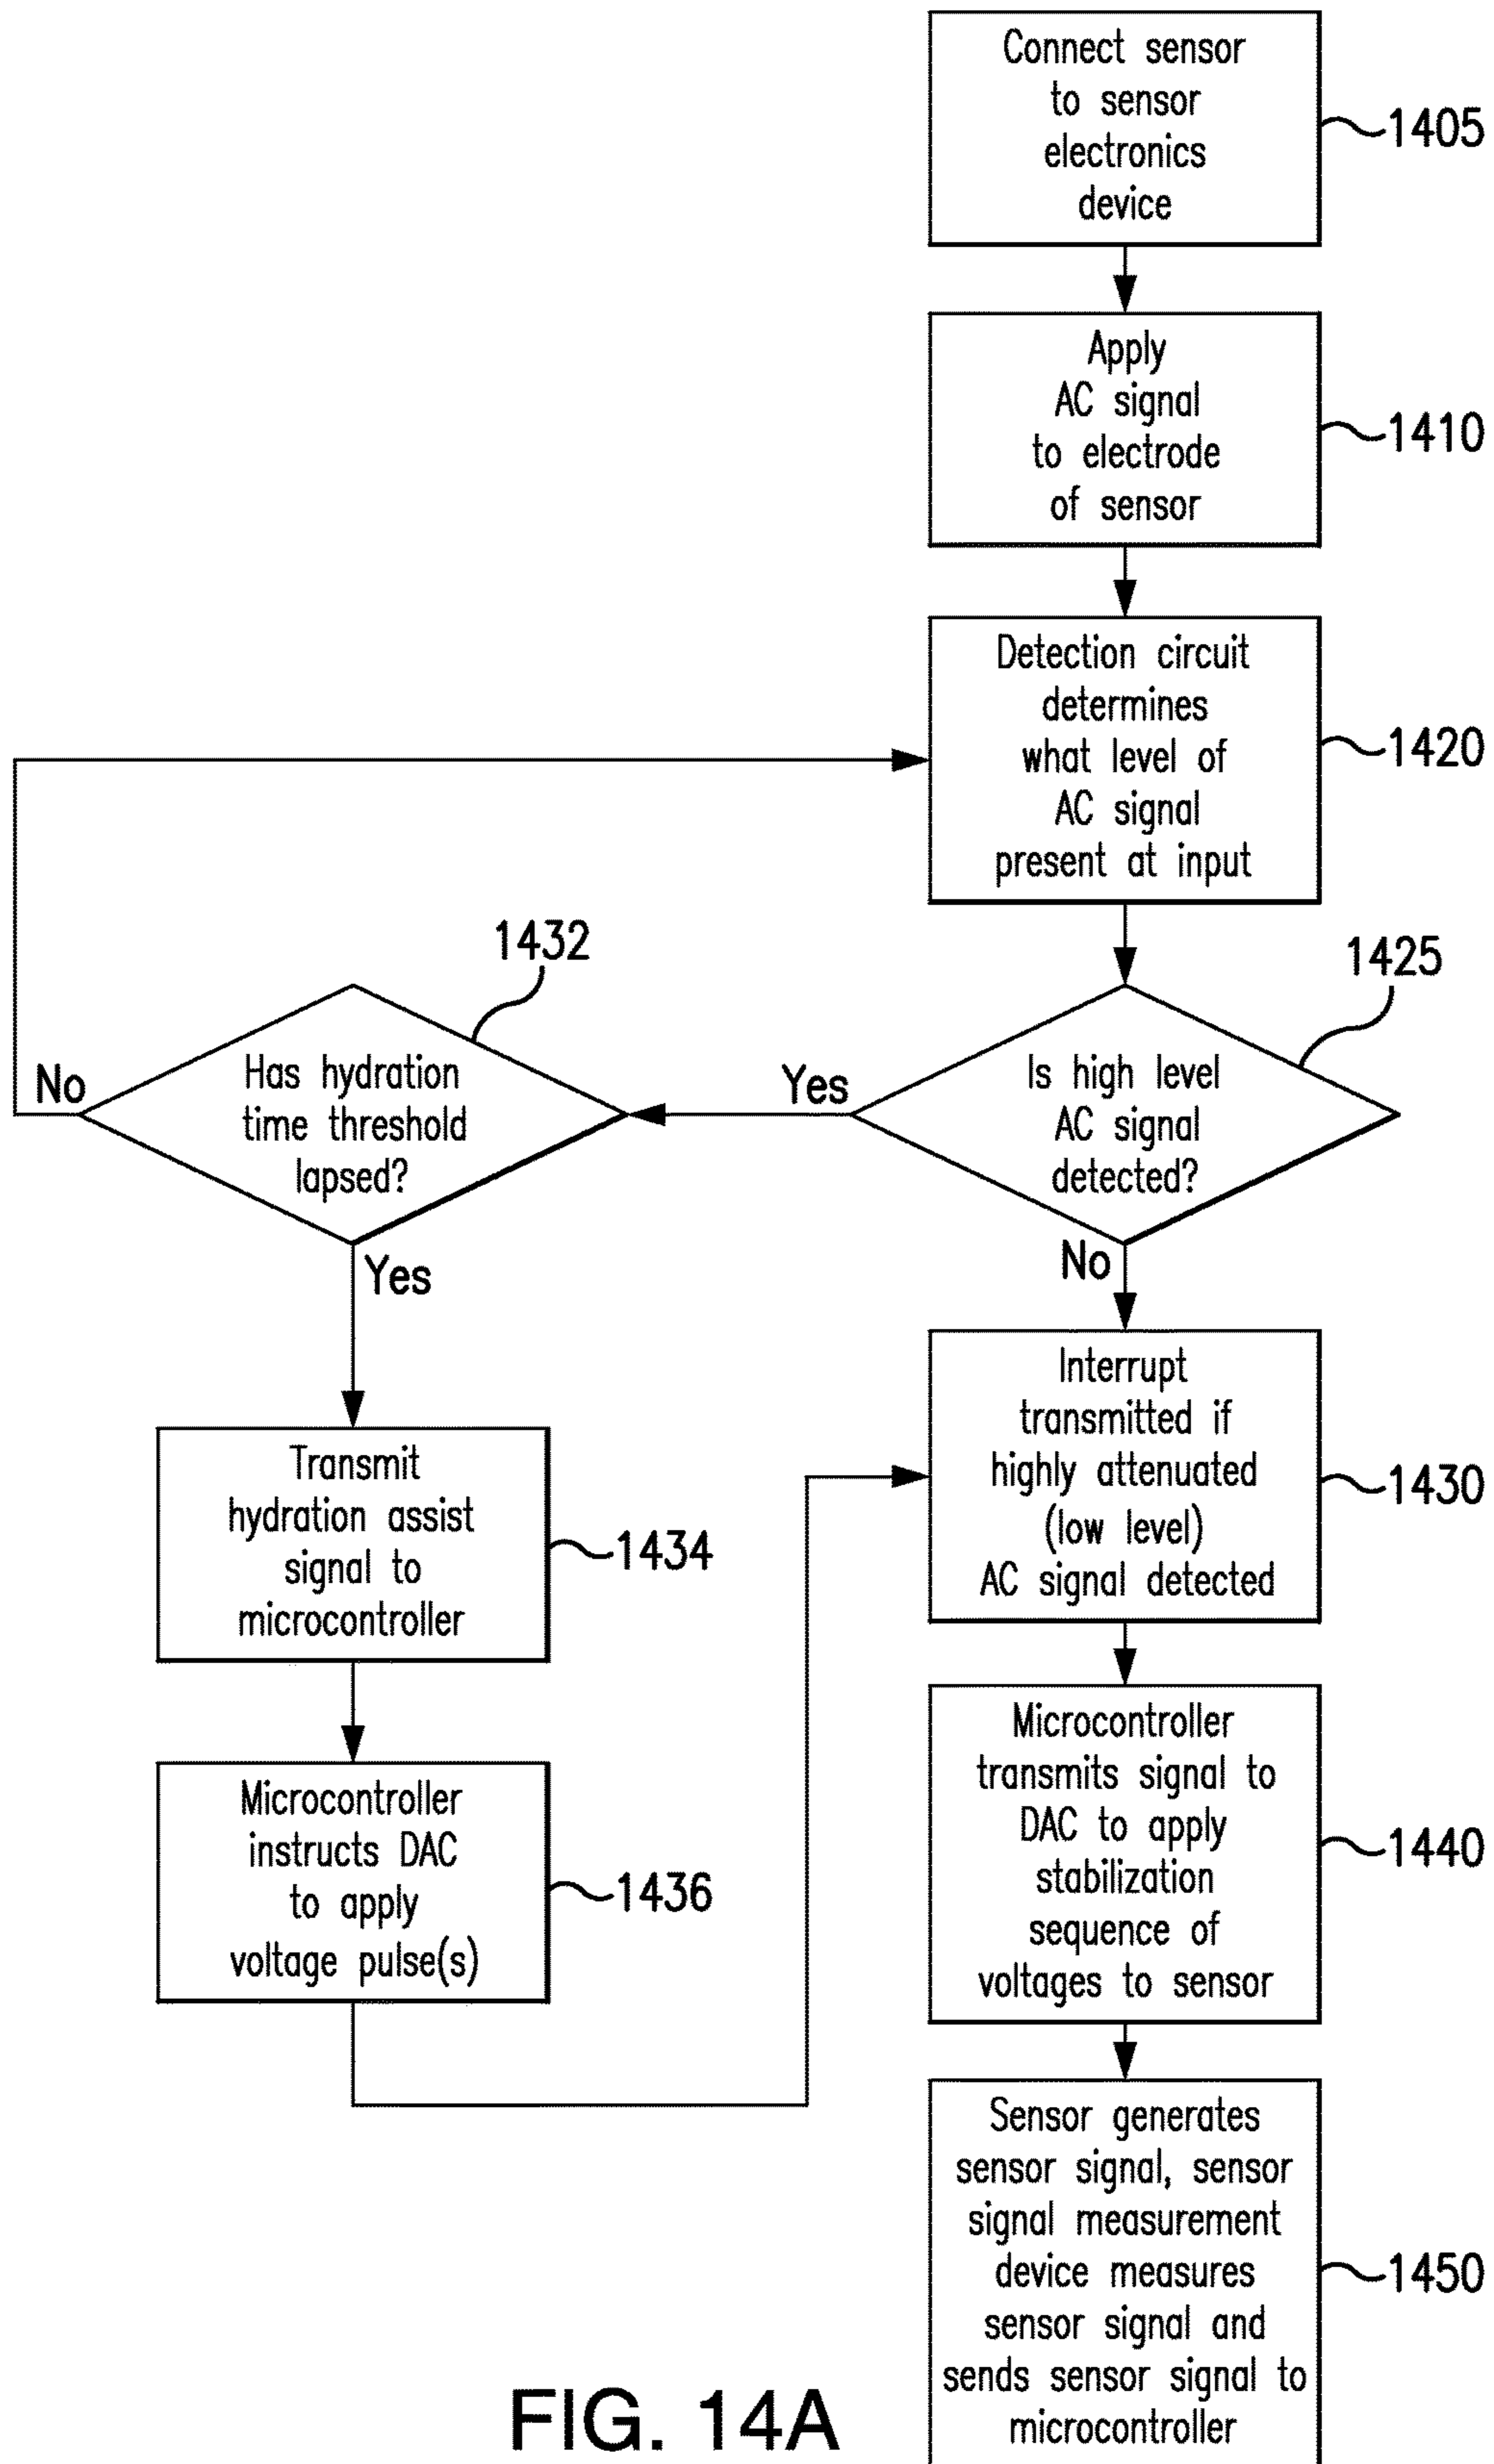 Connect sensor
to sensor
electronics
device
1405
Apply
AC signal
to electrode
of sensor
1410
Detection circuit
determines
what level of
AC signal
present at input
1420
1432
1425
No
Has hydration
time threshold
lapsed?
Yes
Is high level
AC signal
detected?
Yes
No
Interrupt
transmitted if
highly attenuated
(low level)
AC signal detected
1430
Transmit
hydration assist
signal to
microcontroller
1434
Microcontroller
instructs DAC
to apply
voltage pulse(s)
1436
Microcontroller
transmits signal to
DAC to apply
stabilization
sequence of
voltages to sensor
1440
Sensor generates
sensor signal, sensor
signal measurement
device measures
sensor signal and
sends sensor signal to
microcontroller
1450
FIG. 14A